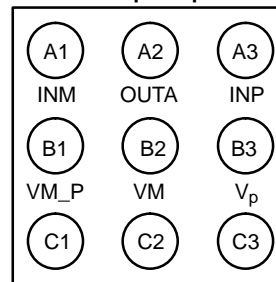 A1 A2 A3
INM OUTA INP
B1 B2 B3
VM_P VM Vp
C1 C2 C3